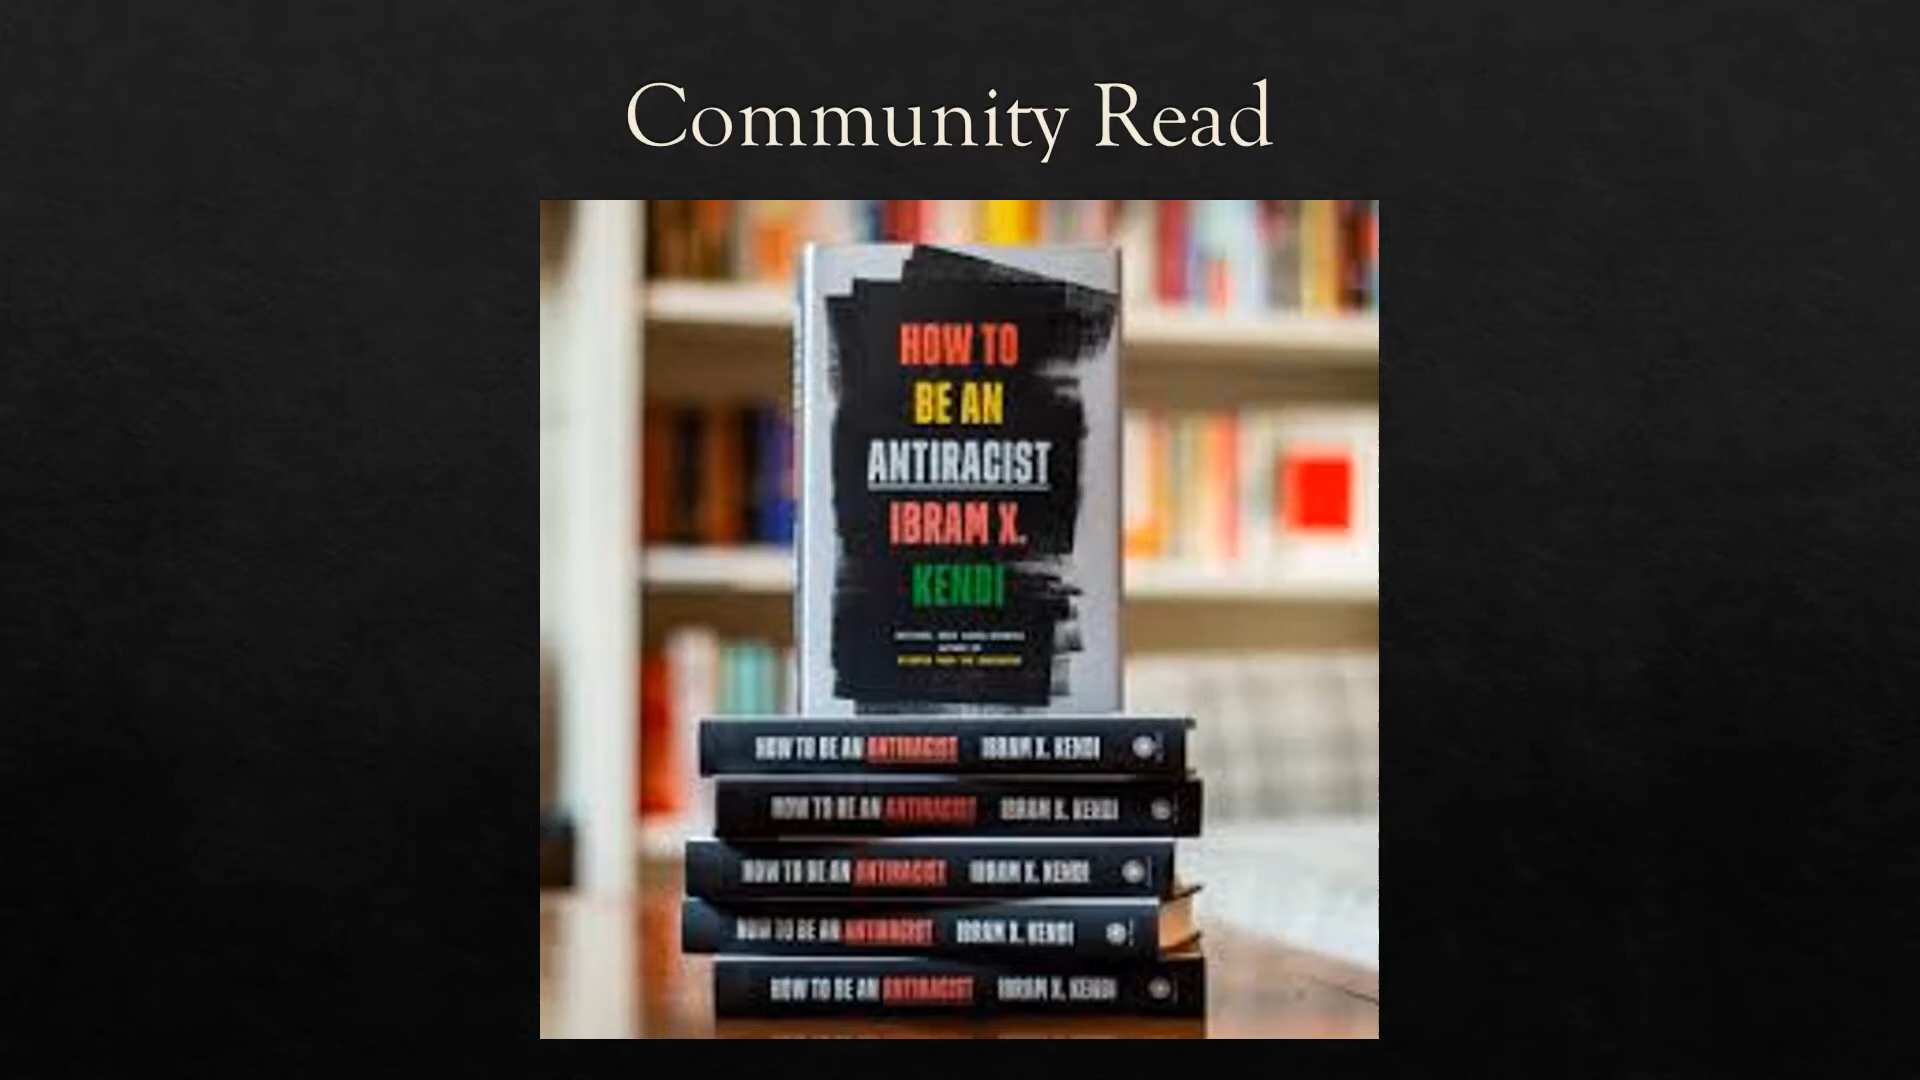 Community Read
HOW TO
BE AN
ANTIRACIST
IBRAM X.
KENDI
HOW TO BE AN ANTIRACIST IBRAM X. KENDI
HOW TO BE AN ANTIRACIST IBRAM X. KENDI
HOW TO BE AN ANTIRACIST IBRAM X. KENDI
HOW TO BE AN ANTIRACIST IBRAM X. KENDI
HOW TO BE AN ANTIRACIST IBRAM X. KENDI